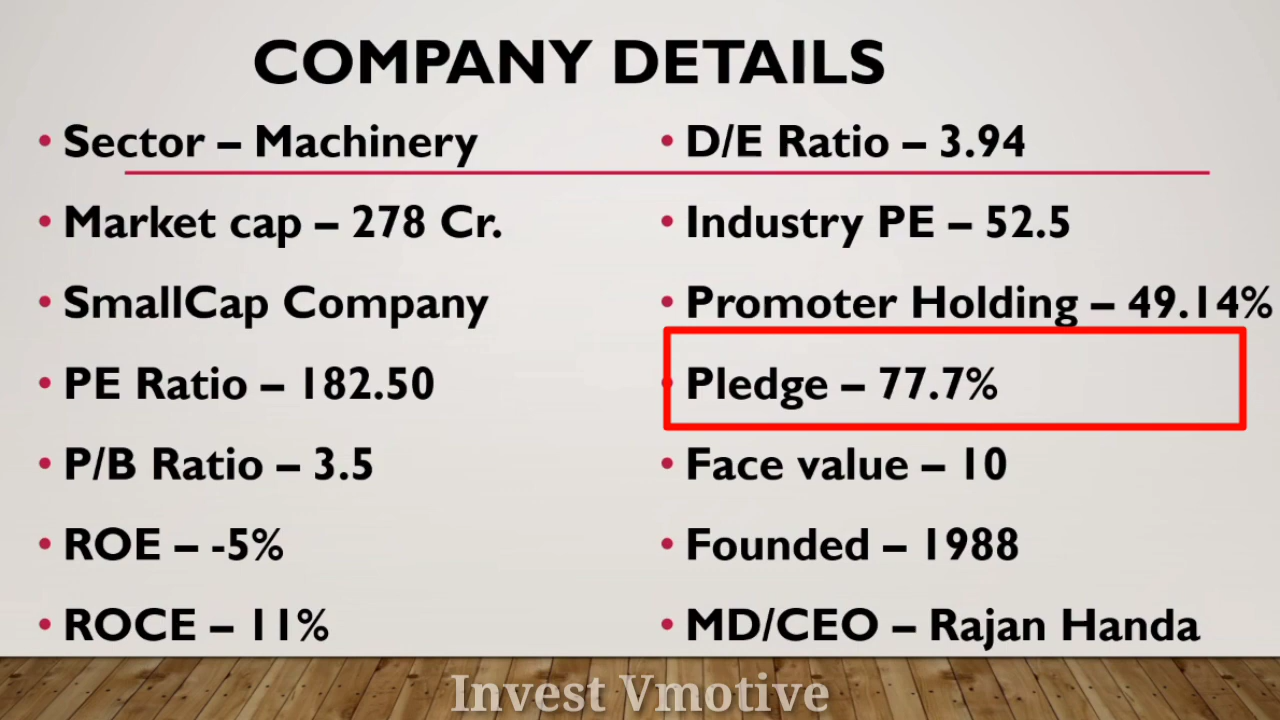 COMPANY DETAILS
• Sector – Machinery
• Market cap – 278 Cr.
• SmallCap Company
• PE Ratio – 182.50
• P/B Ratio – 3.5
• ROE – -5%
• ROCE – 11%
• D/E Ratio – 3.94
• Industry PE – 52.5
• Promoter Holding – 49.14%
• Pledge – 77.7%
• Face value – 10
• Founded – 1988
• MD/CEO – Rajan Handa
Invest Vmotive